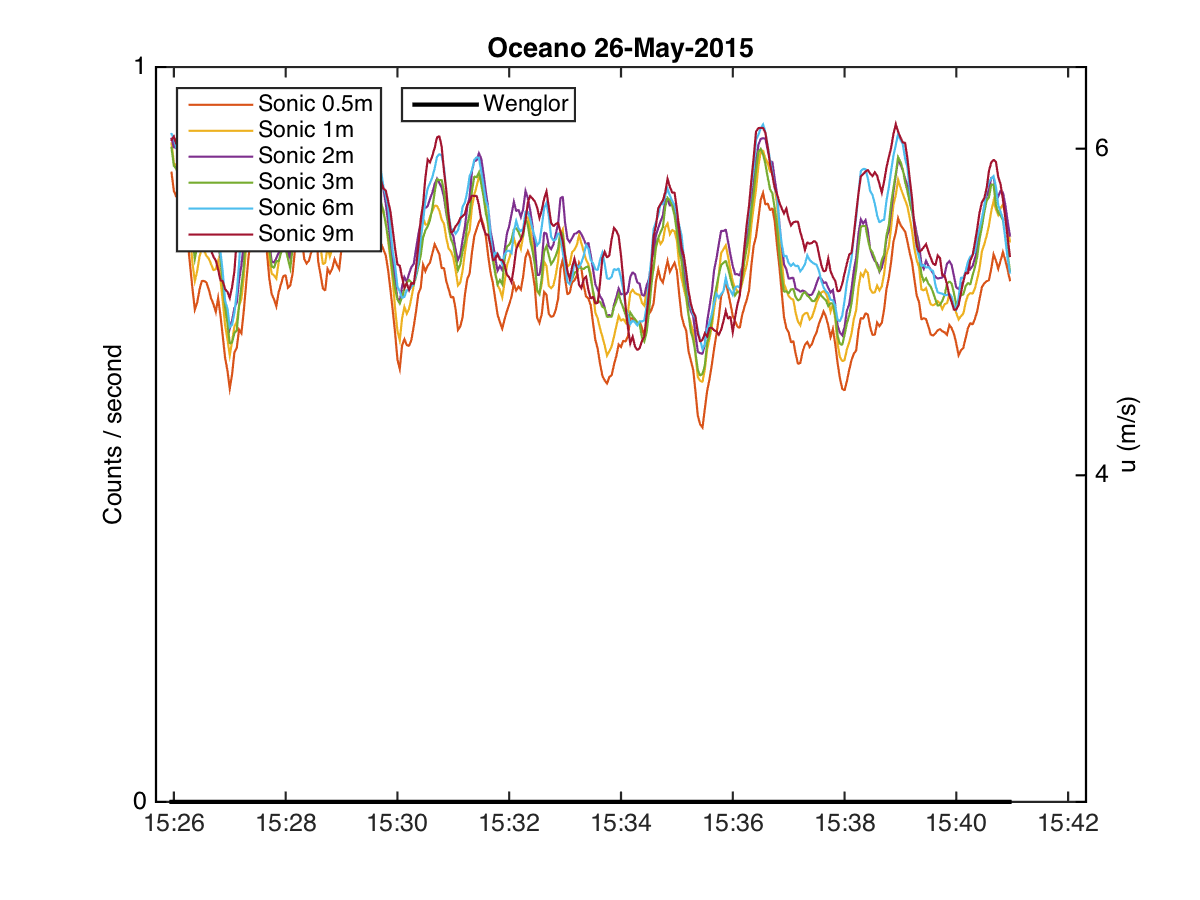 Oceano 26-May-2015
1
Sonic 0.5m
Wenglor
Sonic 1m
Sonic 2m
6
Sonic 3m
Sonic 6m
Sonic 9m
Counts / second
u (m/s)
4
0
15:26 15:28 15:30 15:32 15:34 15:36 15:38 15:40 15:42